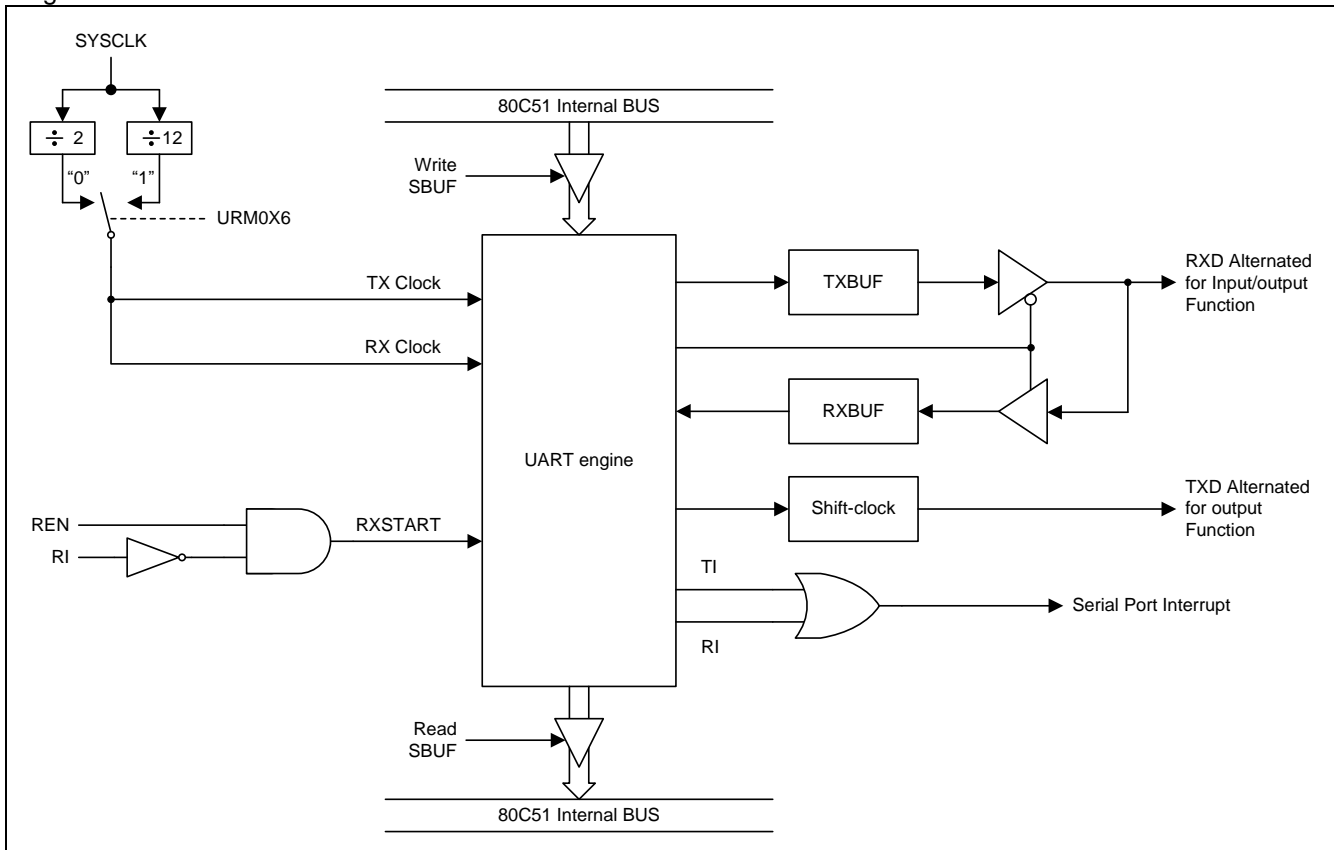 SYSCLK
÷ 2
÷12
“0”
“1”
URM0X6
80C51 Internal BUS
Write
SBUF
TX Clock
RX Clock
UART engine
TXBUF
RXBUF
Shift-clock
RXD Alternated
for Input/output
Function
TXD Alternated
for output
Function
REN
RI
RXSTART
TI
RI
Serial Port Interrupt
Read
SBUF
80C51 Internal BUS